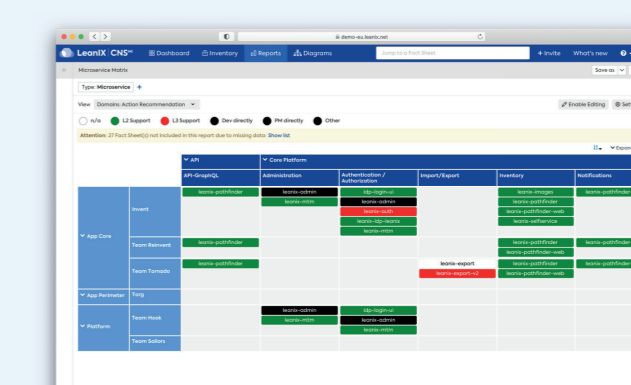 demo-eu.leanix.net
LeanIX CNS℠ Dashboard Inventory Reports Diagrams Jump to a Fact Sheet + Invite What's new
Microservice Matrix Save as
Type: Microservice +
View Domains: Action Recommendation Enable Editing Set
n/a L2 Support L3 Support Dev directly PM directly Other
Attention: 27 Fact Sheet(s) not included in this report due to missing data: Show list
Expan
API Core Platform
API-GraphQL Administration Authentication / Authorization Import/Export Inventory Notifications
App Core
Invent
leanix-pathfinder leanix-admin idp-login-ui leanix-images leanix-pathfinder
leanix-mtm leanix-admin leanix-pathfinder
leanix-auth leanix-pathfinder-web
leanix-idp-leanix leanix-selfservice
leanix-mtm
Team Reinvent
leanix-pathfinder leanix-pathfinder leanix-pathfinder
leanix-pathfinder-web
Team Tornado
leanix-pathfinder leanix-export leanix-pathfinder leanix-pathfinder
leanix-export-v2 leanix-pathfinder-web
App Perimeter Torg
Platform
Team Hook
leanix-admin idp-login-ui
leanix-mtm leanix-admin
leanix-mtm
Team Sailors